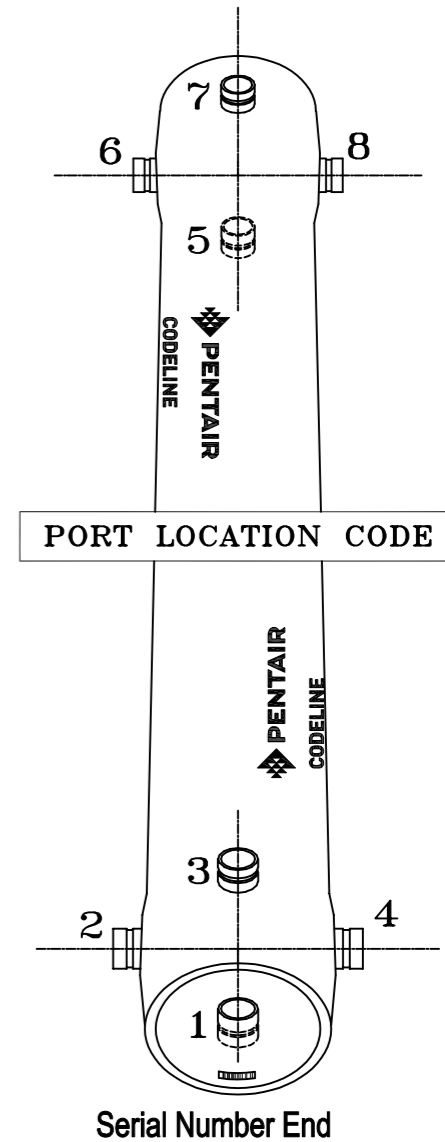 7
6
8
5
CODELINE
PENTAIR
PORT LOCATION CODE
PENTAIR
CODELINE
3
2
4
1
Serial Number End